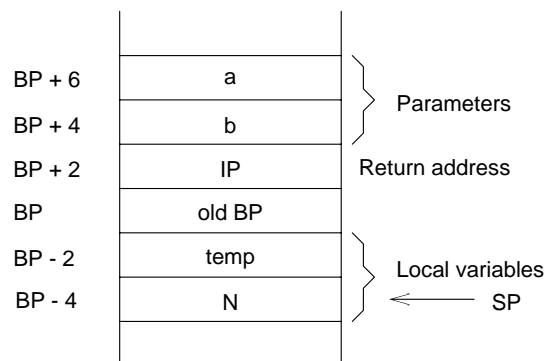 BP + 6 a
Parameters
BP + 4 b
BP + 2 IP Return address
BP old BP
BP - 2 temp
Local variables
BP - 4 N SP